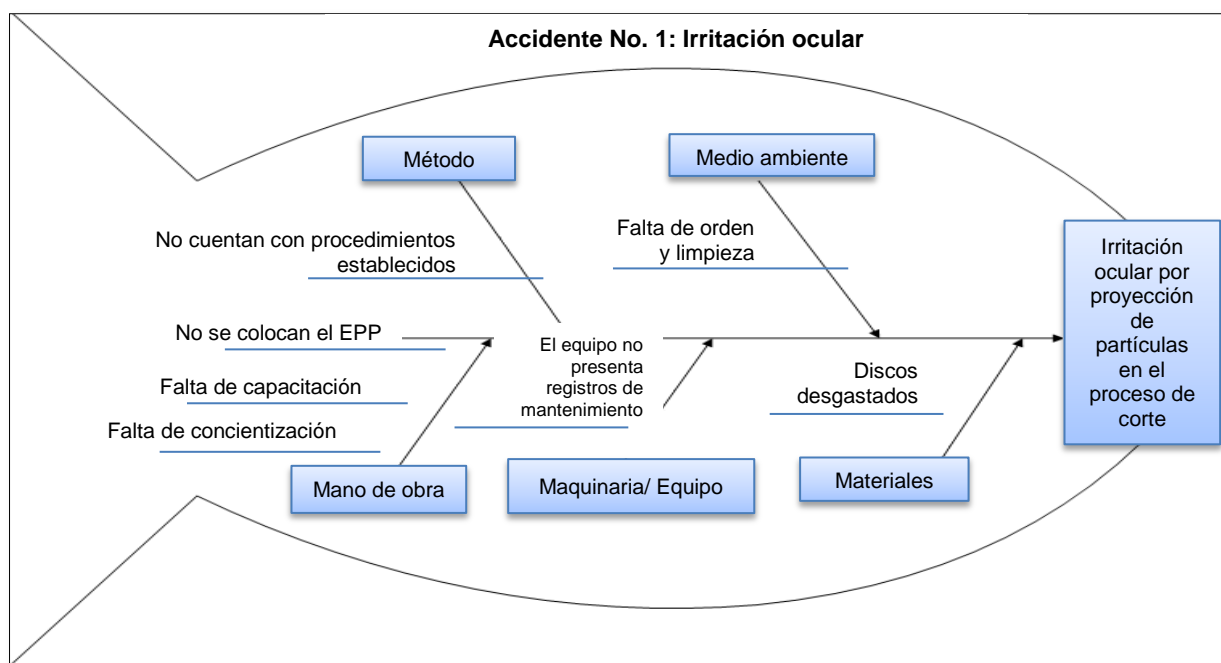 Accidente No. 1: Irritación ocular
Método
Medio ambiente
No cuentan con procedimientos
establecidos
Falta de orden
y limpieza
Irritación
ocular por
proyección
de
partículas
en el
proceso de
corte
No se colocan el EPP
Falta de capacitación
Falta de concientización
El equipo no
presenta
registros de
mantenimiento
Discos
desgastados
Mano de obra
Maquinaria/ Equipo
Materiales